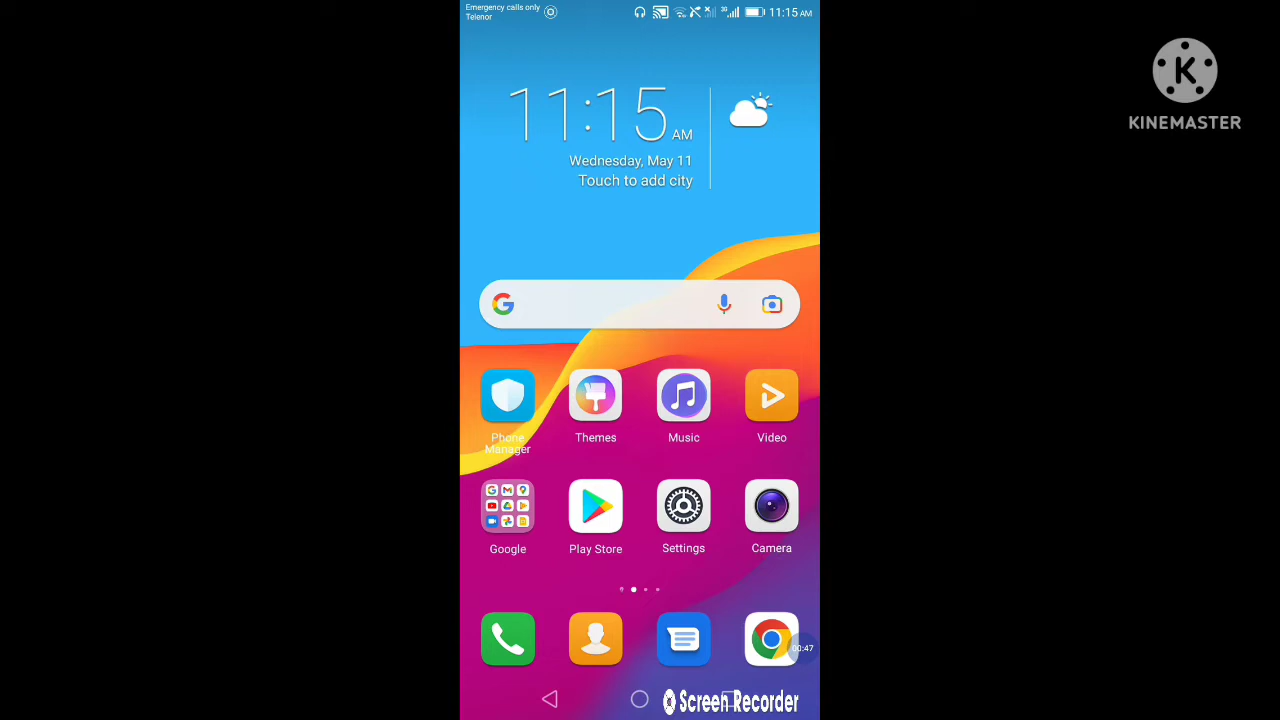 Emergency calls only
Telenor
3G
11:15 AM
K
KINEMASTER
11:15 AM
Wednesday, May 11
Touch to add city
G
Phone Manager
Themes
Music
Video
Google
Play Store
Settings
Camera
00:47
Screen Recorder